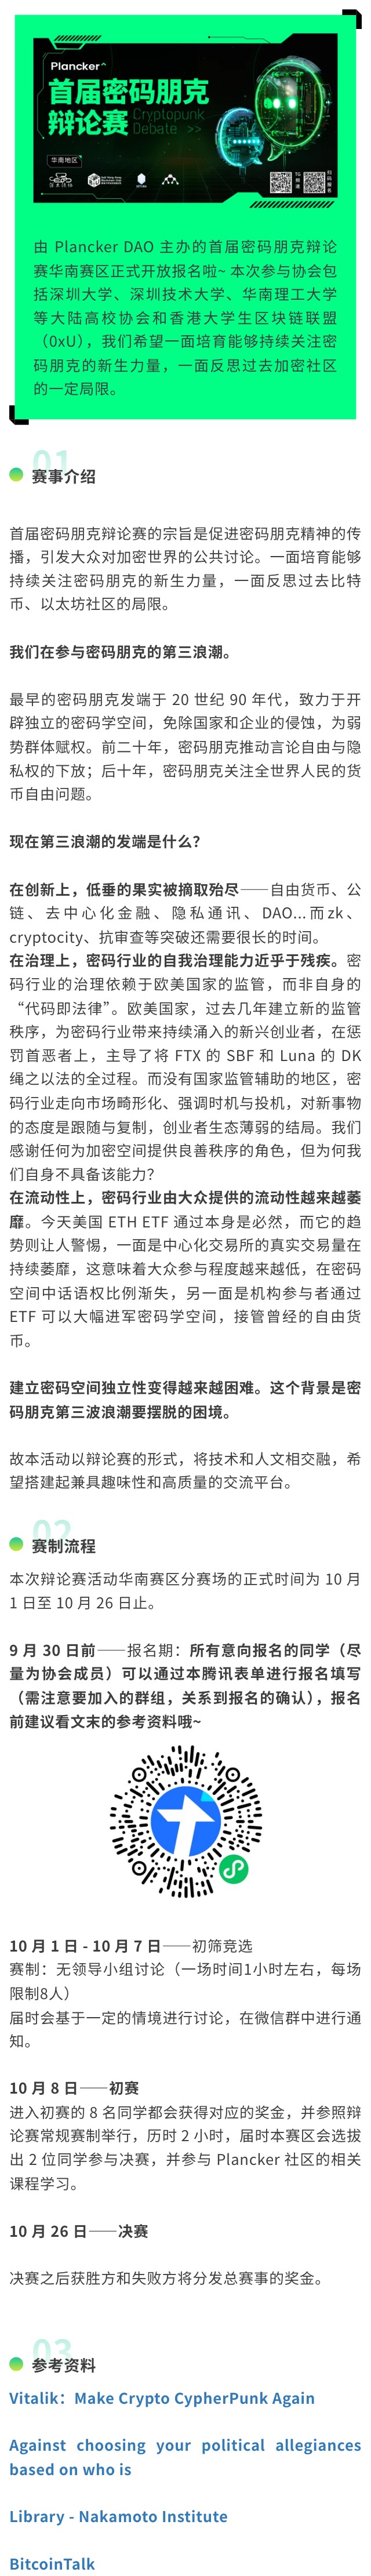 Plancker^
首届密码朋克
辩论赛
Cryptopunk
Debate >>
华南地区
由 Plancker DAO 主办的首届密码朋克辩论
赛华南赛区正式开放报名啦~ 本次参与协会包
括深圳大学、深圳技术大学、华南理工大学
等大陆高校协会和香港大学生区块链联盟
（0xU），我们希望一面培育能够持续关注密
码朋克的新生力量，一面反思过去加密社区
的一定局限。
01
赛事介绍
首届密码朋克辩论赛的宗旨是促进密码朋克精神的传
播，引发大众对加密世界的公共讨论。一面培育能够
持续关注密码朋克的新生力量，一面反思过去比特
币、以太坊社区的局限。
我们在参与密码朋克的第三浪潮。
最早的密码朋克发端于 20 世纪 90 年代，致力于开
辟独立的密码学空间，免除国家和企业的侵蚀，为弱
势群体赋权。前二十年，密码朋克推动言论自由与隐
私权的下放；后十年，密码朋克关注全世界人民的货
币自由问题。
现在第三浪潮的发端是什么？
在创新上，低垂的果实被摘取殆尽——自由货币、公
链、去中心化金融、隐私通讯、DAO...而zk、
cryptocity、抗审查等突破还需要很长的时间。
在治理上，密码行业的自我治理能力近乎于残疾。密
码行业的治理依赖于欧美国家的监管，而非自身的
“代码即法律”。欧美国家，过去几年建立新的监管
秩序，为密码行业带来持续涌入的新兴创业者，在惩
罚首恶者上，主导了将 FTX 的 SBF 和 Luna 的 DK
绳之以法的全过程。而没有国家监管辅助的地区，密
码行业走向市场畸形化、强调时机与投机，对新事物
的态度是跟随与复制，创业者生态薄弱的结局。我们
感谢任何为加密空间提供良善秩序的角色，但为何我
们自身不具备该能力？
在流动性上，密码行业由大众提供的流动性越来越萎
靡。今天美国 ETH ETF 通过本身是必然，而它的趋
势则让人警惕，一面是中心化交易所的真实交易量在
持续萎靡，这意味着大众参与程度越来越低，在密码
空间中话语权比例渐失，另一面是机构参与者通过
ETF 可以大幅进军密码学空间，接管曾经的自由货
币。
建立密码空间独立性变得越来越困难。这个背景是密
码朋克第三波浪潮要摆脱的困境。
故本活动以辩论赛的形式，将技术和人文相交融，希
望搭建起兼具趣味性和高质量的交流平台。
02
赛制流程
本次辩论赛活动华南赛区分赛场的正式时间为 10 月
1 日至 10 月 26 日止。
9 月 30 日前——报名期：所有意向报名的同学（尽
量为协会成员）可以通过本腾讯表单进行报名填写
（需注意要加入的群组，关系到报名的确认），报名
前建议看文末的参考资料哦~
10 月 1 日 - 10 月 7 日——初筛竞选
赛制：无领导小组讨论（一场时间1小时左右，每场
限制8人）
届时会基于一定的情境进行讨论，在微信群中进行通
知。
10 月 8 日——初赛
进入初赛的 8 名同学都会获得对应的奖金，并参照辩
论赛常规赛制举行，历时 2 小时，届时本赛区会选拔
出 2 位同学参与决赛，并参与 Plancker 社区的相关
课程学习。
10 月 26 日——决赛
决赛之后获胜方和失败方将分发总赛事的奖金。
03
参考资料
Vitalik：Make Crypto CypherPunk Again
Against choosing your political allegiances
based on who is
Library - Nakamoto Institute
BitcoinTalk